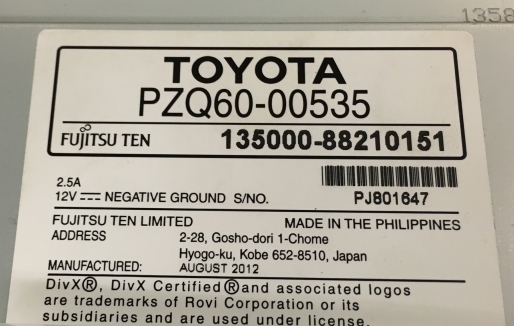 1358
TOYOTA
PZQ60-00535
FUJITSU TEN 135000-88210151
2.5A
12V NEGATIVE GROUND S/NO. PJ801647
FUJITSU TEN LIMITED MADE IN THE PHILIPPINES
ADDRESS 2-28, Gosho-dori 1-Chome
Hyogo-ku, Kobe 652-8510, Japan
MANUFACTURED: AUGUST 2012
DivX®, DivX Certified®and associated logos
are trademarks of Rovi Corporation or its
subsidiaries and are used under license.